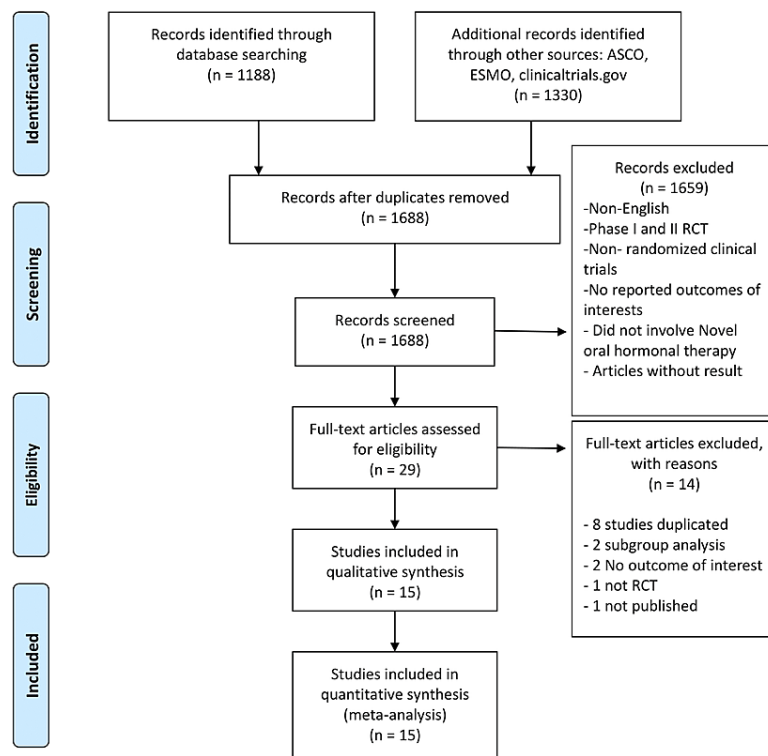 Identification
Records identified through
database searching
(n = 1188)
Additional records identified
through other sources: ASCO,
ESMO, clinicaltrials.gov
(n = 1330)
Records after duplicates removed
(n = 1688)
Records excluded
(n = 1659)
-Non-English
-Phase I and II RCT
-Non- randomized clinical
trials
-No reported outcomes of
interests
- Did not involve Novel
oral hormonal therapy
- Articles without result
Screening
Records screened
(n = 1688)
Eligibility
Full-text articles assessed
for eligibility
(n = 29)
Full-text articles excluded,
with reasons
(n = 14)
- 8 studies duplicated
- 2 subgroup analysis
- 2 No outcome of interest
- 1 not RCT
- 1 not published
Studies included in
qualitative synthesis
(n = 15)
Included
Studies included in
quantitative synthesis
(meta-analysis)
(n = 15)